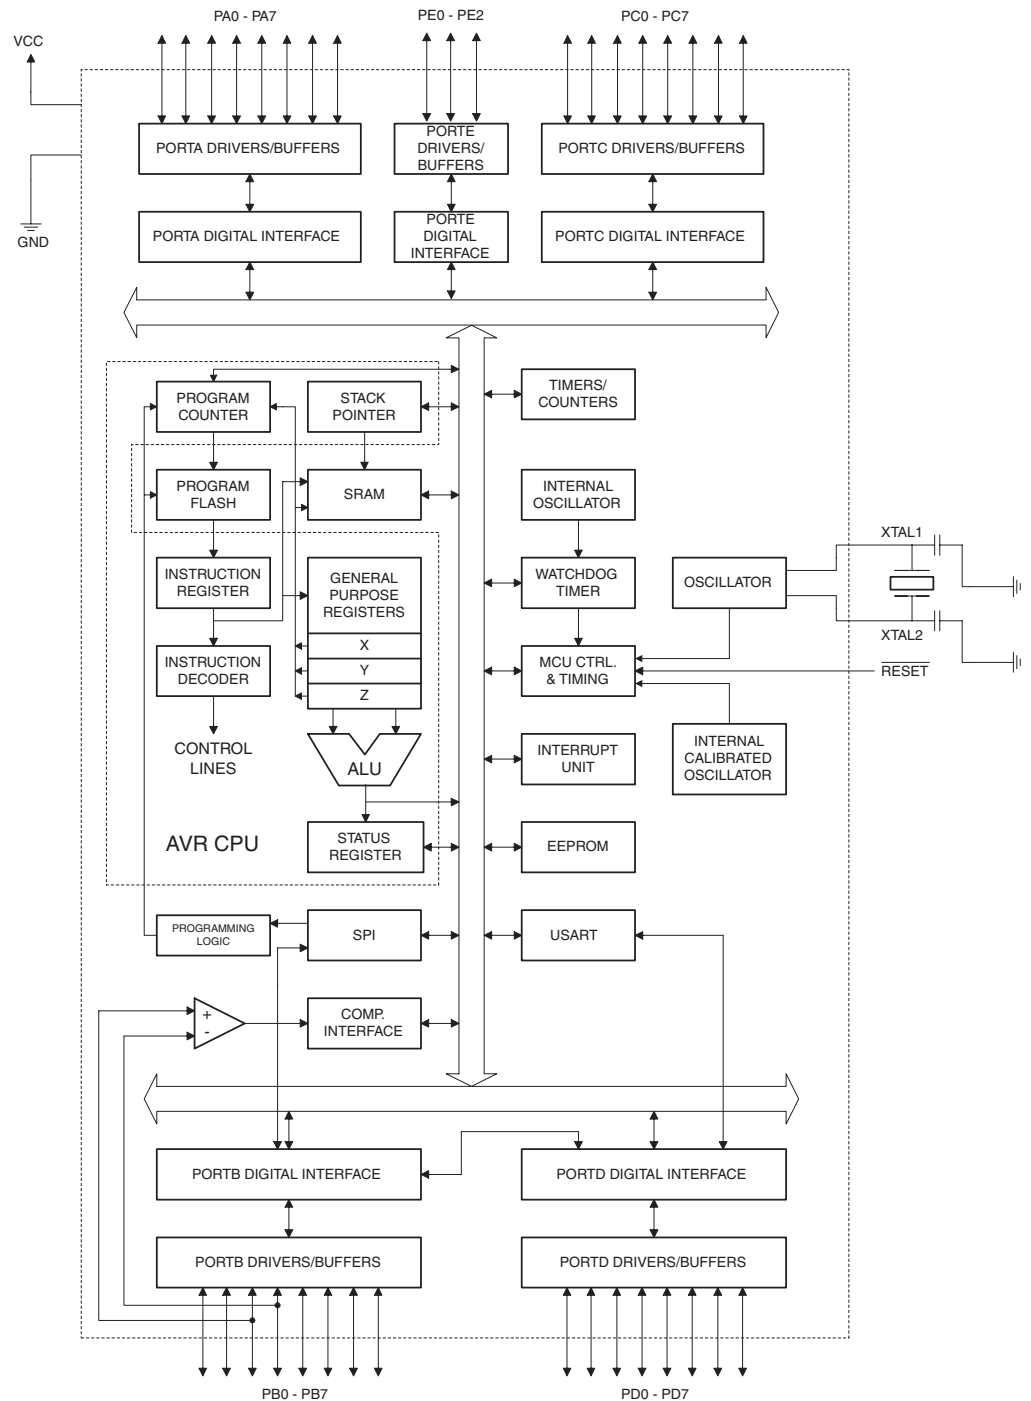 PA0 - PA7
PE0 - PE2
PC0 - PC7
VCC
GND
PORTA DRIVERS/BUFFERS
PORTE
DRIVERS/
BUFFERS
PORTC DRIVERS/BUFFERS
PORTA DIGITAL INTERFACE
PORTE
DIGITAL
INTERFACE
PORTC DIGITAL INTERFACE
PROGRAM
COUNTER
STACK
POINTER
TIMERS/
COUNTERS
PROGRAM
FLASH
SRAM
INTERNAL
OSCILLATOR
XTAL1
INSTRUCTION
REGISTER
GENERAL
PURPOSE
REGISTERS
WATCHDOG
TIMER
OSCILLATOR
XTAL2
X
Y
Z
INSTRUCTION
DECODER
MCU CTRL.
& TIMING
RESET
CONTROL
LINES
ALU
INTERRUPT
UNIT
INTERNAL
CALIBRATED
OSCILLATOR
AVR CPU
STATUS
REGISTER
EEPROM
PROGRAMMING
LOGIC
SPI
USART
+
-
COMP.
INTERFACE
PORTB DIGITAL INTERFACE
PORTD DIGITAL INTERFACE
PORTB DRIVERS/BUFFERS
PORTD DRIVERS/BUFFERS
PB0 - PB7
PD0 - PD7